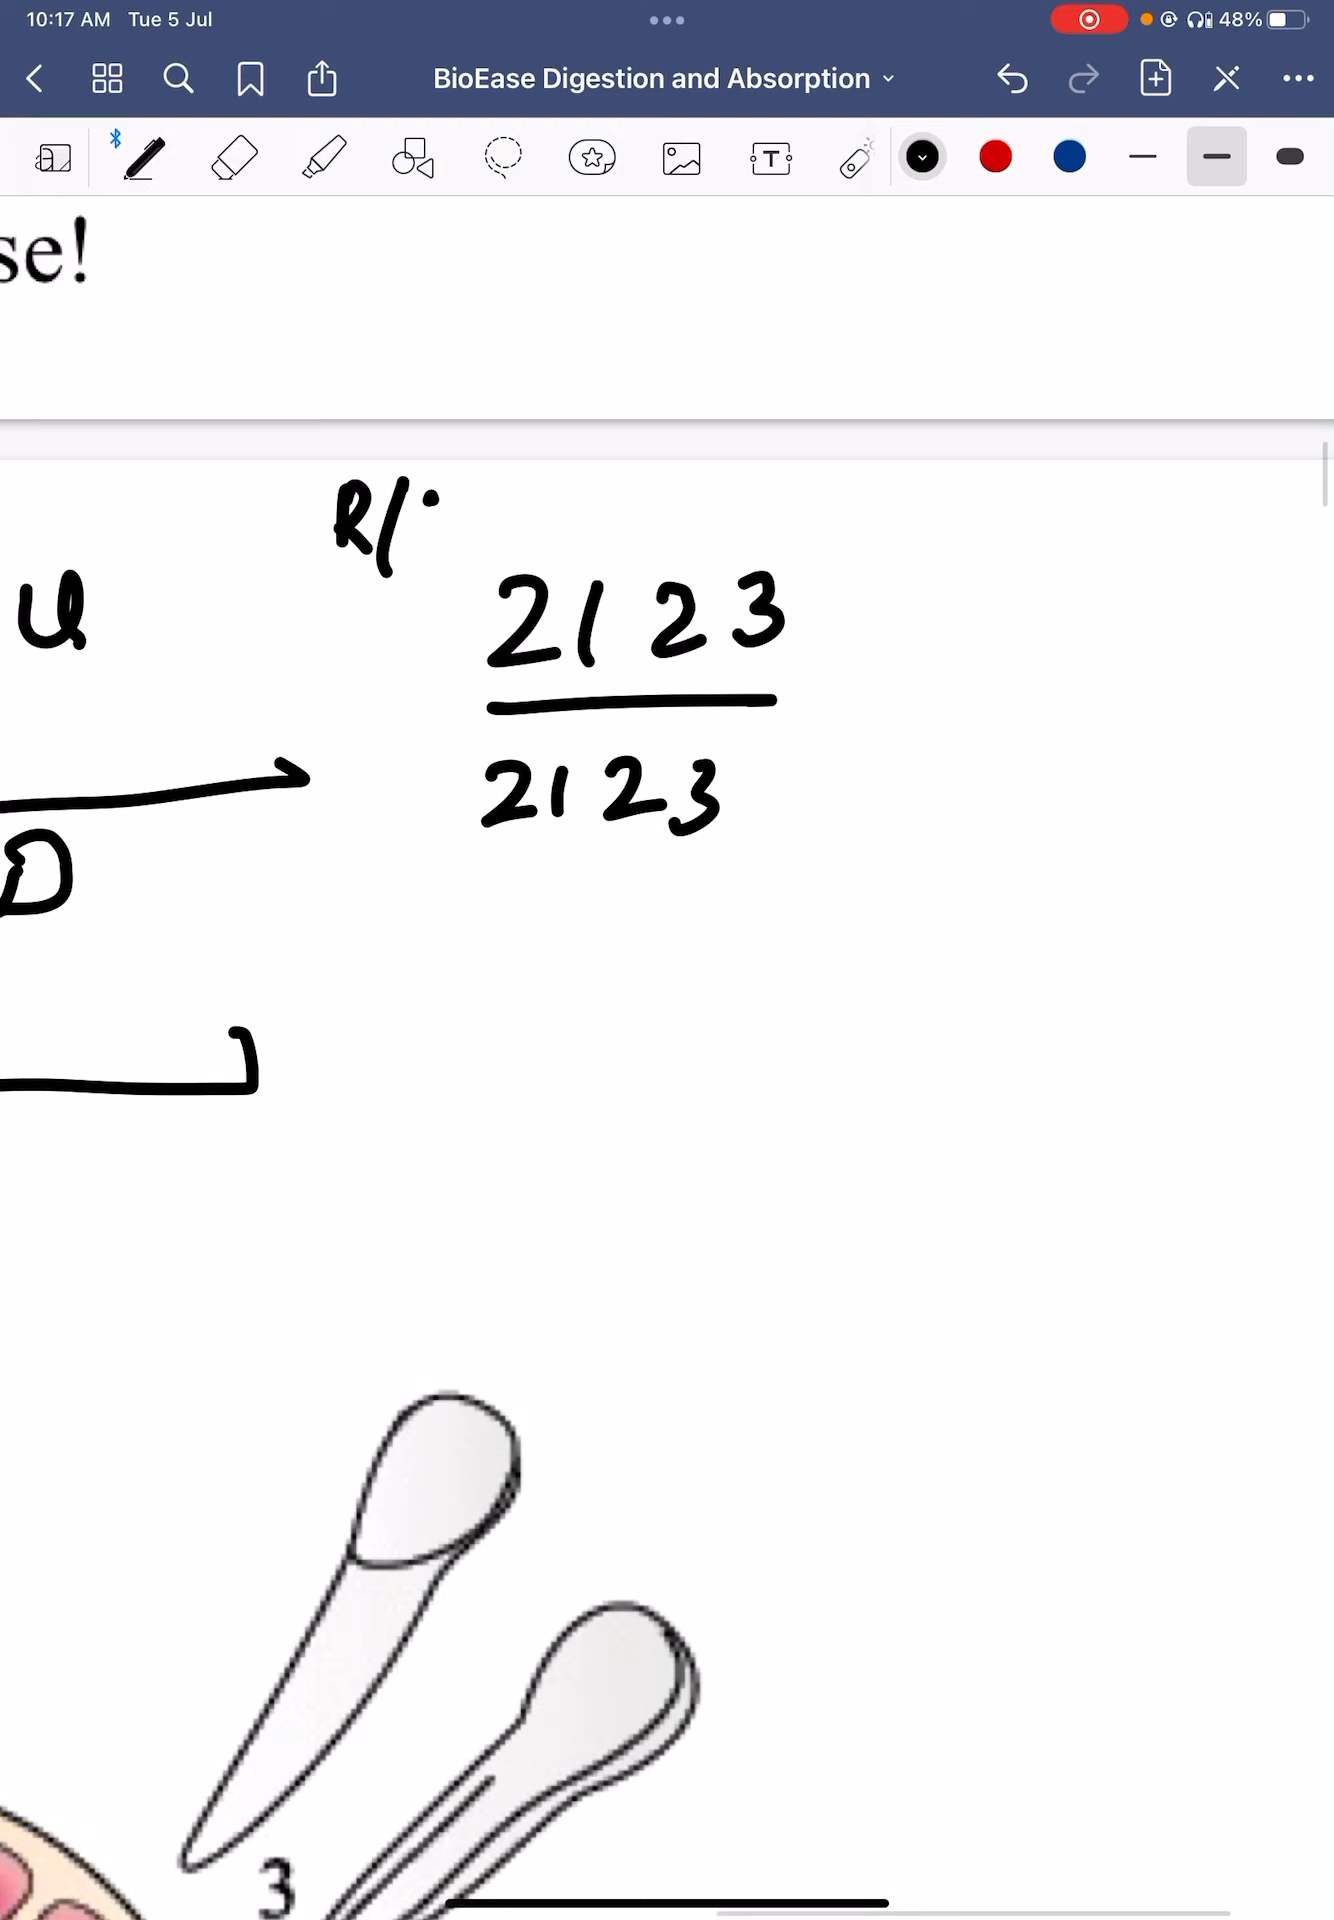 10:17 AM Tue 5 Jul
48%
BioEase Digestion and Absorption
a
T
se!
R/·
2123
2123
D
3